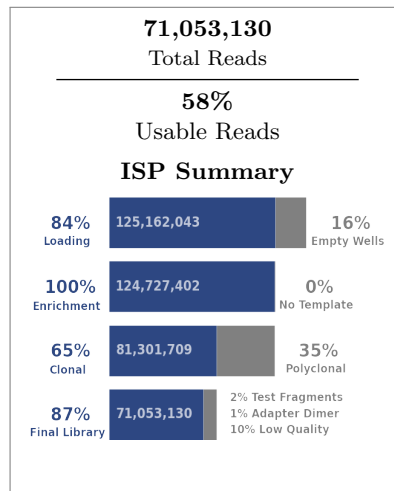 71,053,130
Total Reads
58%
Usable Reads
ISP Summary
84%
Loading
125,162,043
16%
Empty Wells
100%
Enrichment
124,727,402
0%
No Template
65%
Clonal
81,301,709
35%
Polyclonal
87%
Final Library
71,053,130
2% Test Fragments
1% Adapter Dimer
10% Low Quality